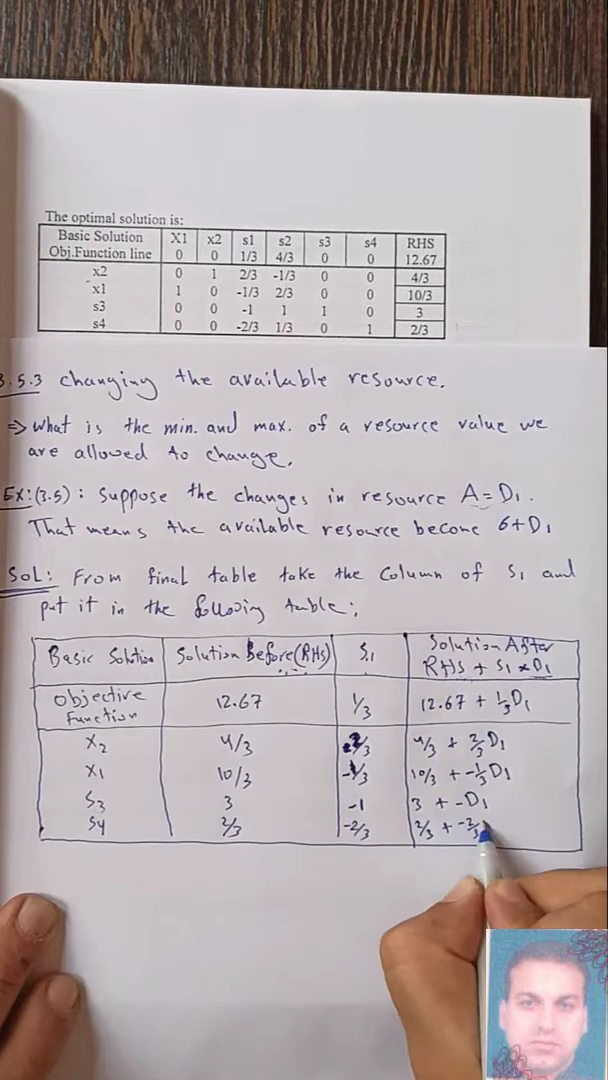 The optimal solution is:
Basic Solution X1 x2 s1 s2 s3 s4 RHS
Obj.Function line 0 0 1/3 4/3 0 0 12.67
x2 0 1 2/3 -1/3 0 0 4/3
x1 1 0 -1/3 2/3 0 0 10/3
s3 0 0 -1 1 1 0 3
s4 0 0 -2/3 1/3 0 1 2/3
3.5.3 changing the available resource.
⇒ what is the min. and max. of a resource value we
are allowed to change.
Ex:(3.5): Suppose the changes in resource A = D1.
That means the available resource become 6+D1
SOL: From final table take the Column of S1 and
put it in the following table:
Basic Solution Solution Before(RHS) S1 Solution After
RHS + S1 × D1
Objective
Function 12.67 1/3 12.67 + 1/3 D1
X2 4/3 2/3 4/3 + 2/3 D1
X1 10/3 -1/3 10/3 + -1/3 D1
S3 3 -1 3 + -D1
S4 2/3 -2/3 2/3 + -2/3